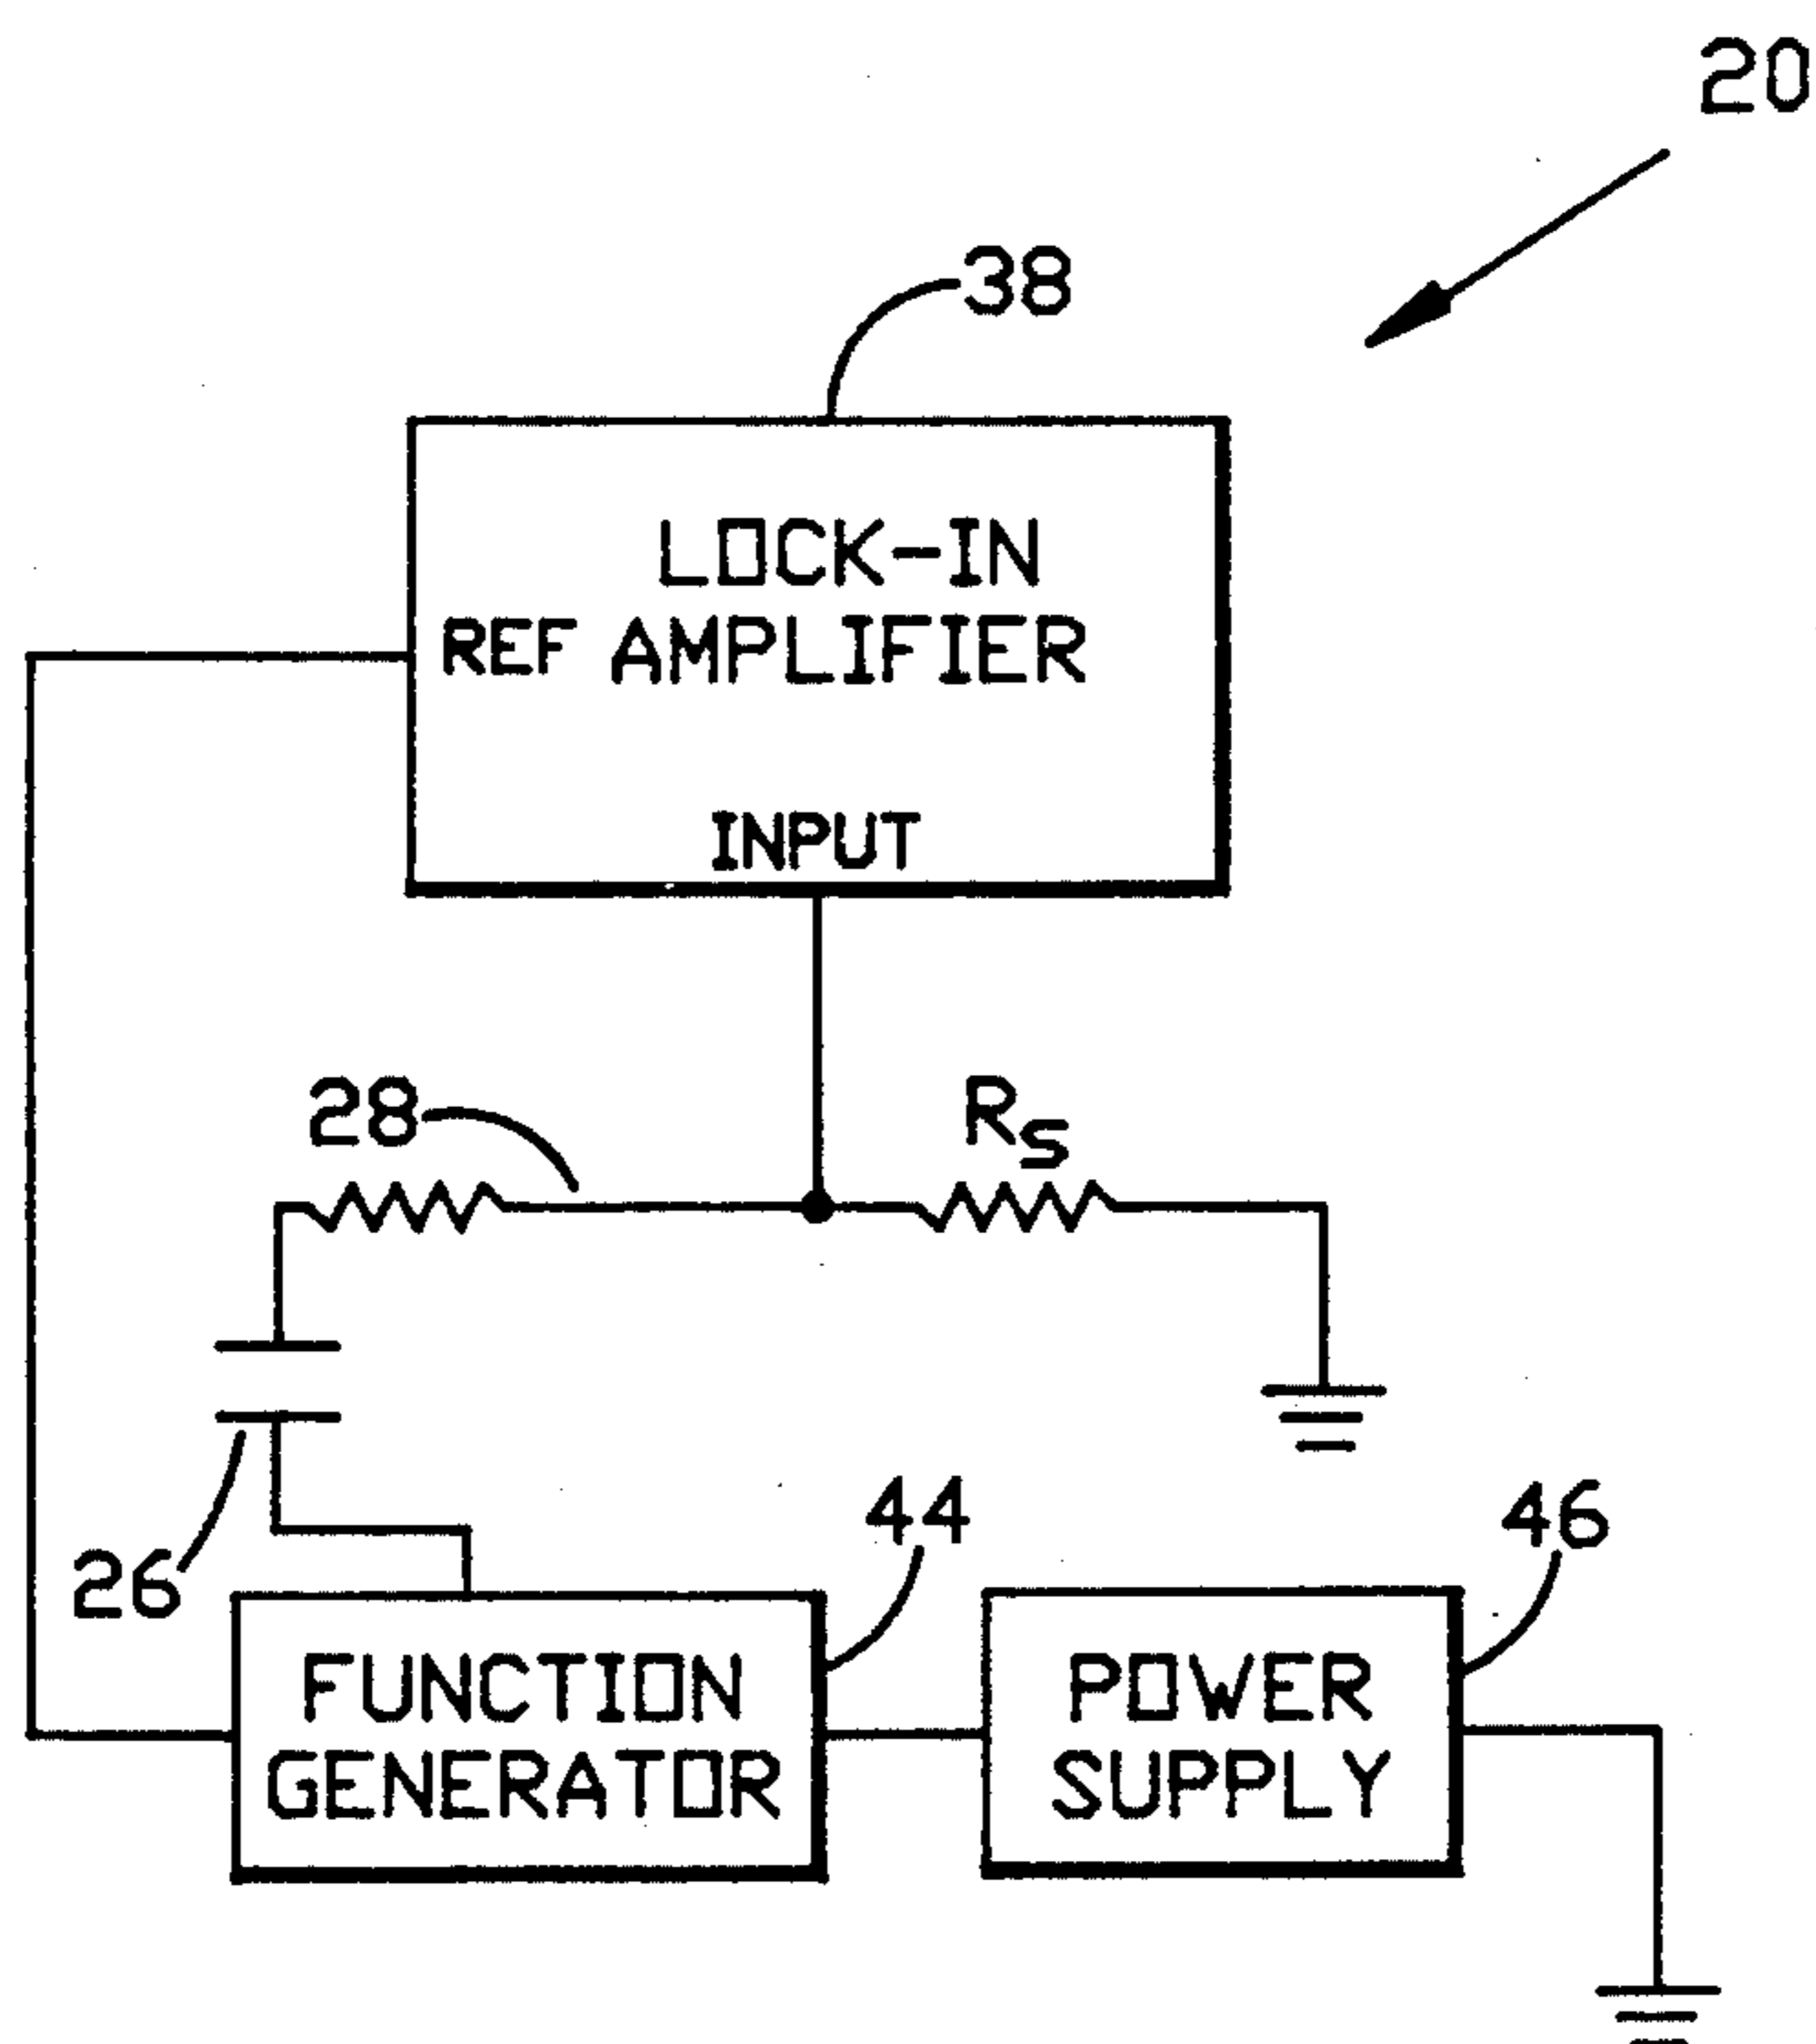 20
38
LOCK-IN
REF AMPLIFIER
INPUT
28
RS
26
44
46
FUNCTION
GENERATOR
POWER
SUPPLY